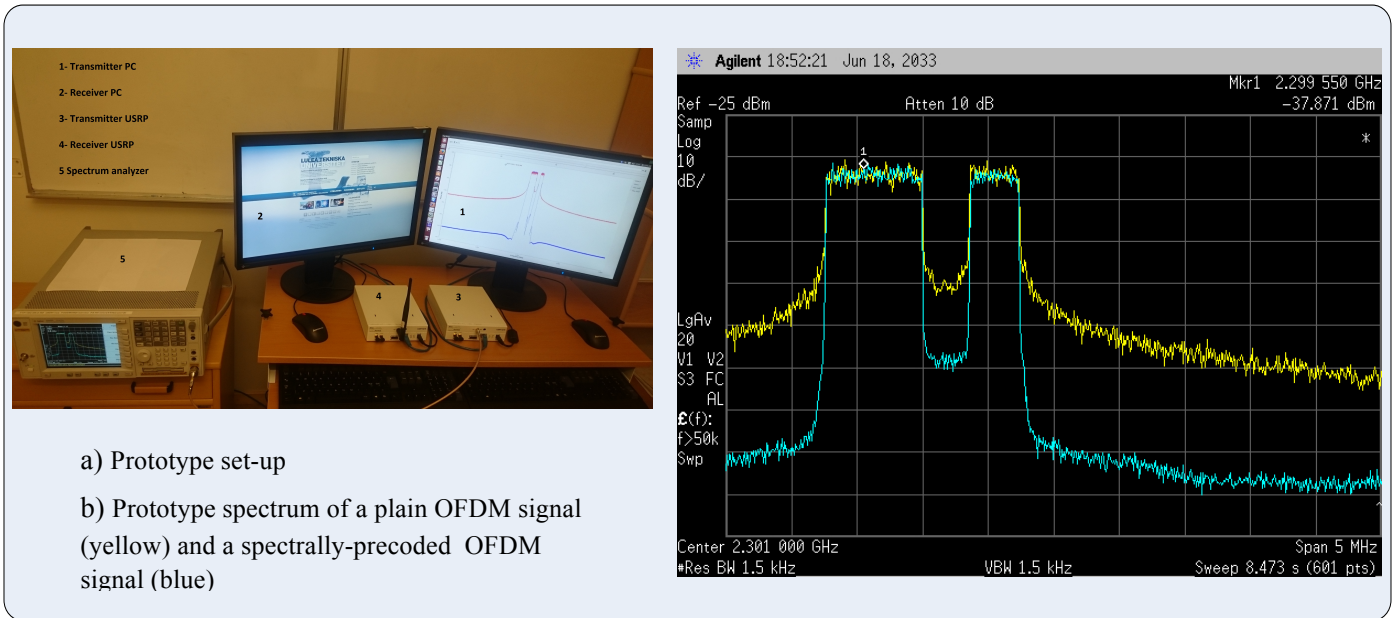 1- Transmitter PC
2- Receiver PC
3- Transmitter USRP
4- Receiver USRP
5 Spectrum analyzer
LULEÅ TEKNISKA
2
1
5
4
3
a) Prototype set-up
b) Prototype spectrum of a plain OFDM signal
(yellow) and a spectrally-precoded OFDM
signal (blue)
Agilent 18:52:21 Jun 18, 2033
Mkr1 2.299 550 GHz
Ref -25 dBm Atten 10 dB -37.871 dBm
Samp
Log
10
dB/
1
*
LgAv
20
V1 V2
S3 FC
AL
£(f):
f>50k
Swp
Center 2.301 000 GHz Span 5 MHz
#Res BW 1.5 kHz VBW 1.5 kHz Sweep 8.473 s (601 pts)